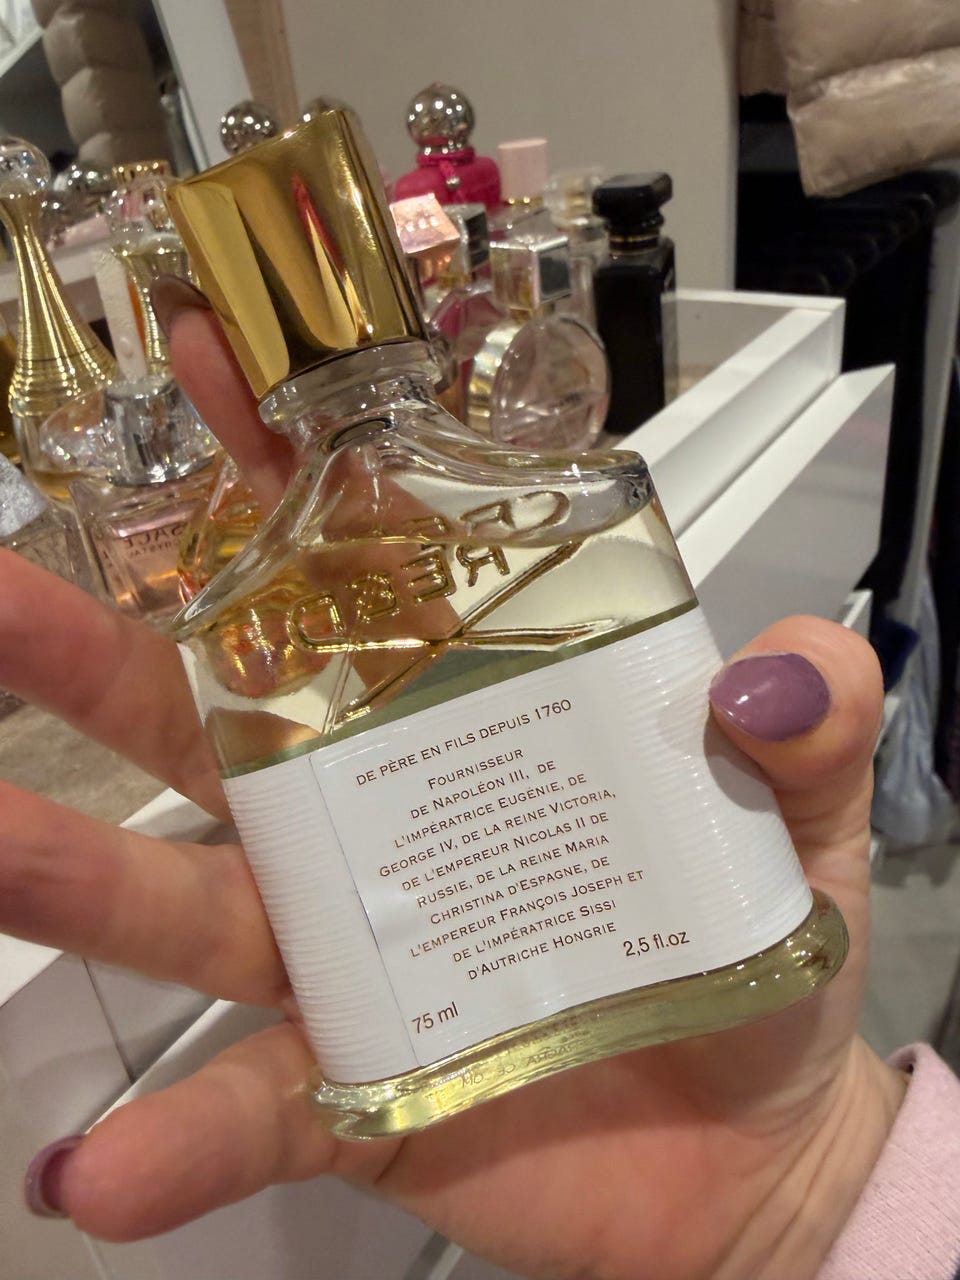 CREED
DE PÈRE EN FILS DEPUIS 1760
FOURNISSEUR
DE NAPOLÉON III, DE
L'IMPÉRATRICE EUGÉNIE, DE
GEORGE IV, DE LA REINE VICTORIA,
DE L'EMPEREUR NICOLAS II DE
RUSSIE, DE LA REINE MARIA
CHRISTINA D'ESPAGNE, DE
L'EMPEREUR FRANÇOIS JOSEPH ET
DE L'IMPÉRATRICE SISSI
D'AUTRICHE HONGRIE
75 ml 2,5 fl.oz